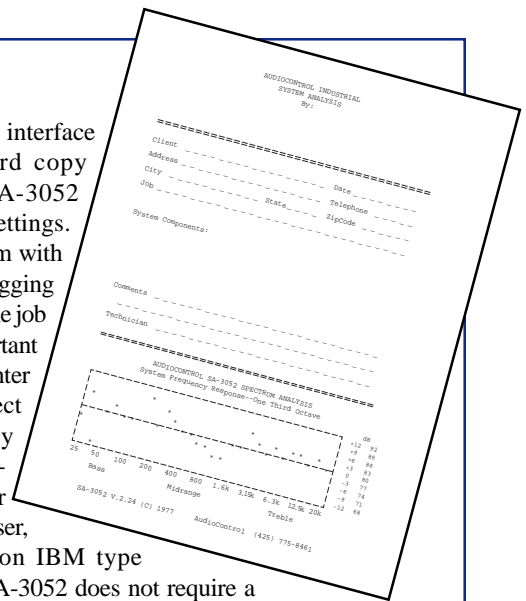 interface
rd copy
A-3052
ettings.
m with
gging
e job
rtant
nter
ect
y
-
r
ser,
on IBM type
A-3052 does not require a
AUDIOCONTROL INDUSTRIAL
SYSTEM ANALYSIS
By:
Client Date
Address Telephone
City State ZipCode
Job
System Components:
Comments
Technician
AUDIOCONTROL SA-3052 SPECTRUM ANALYSIS
System Frequency Response--One Third Octave
dB
+12 92
+9 89
+6 86
+3 83
0 80
-3 77
-6 74
-9 71
-12 68
25 50 100 200 400 800 1.6k 3.15k 6.3k 12.5k 20k
Bass Midrange Treble
SA-3052 V.2.24 (C) 1977 AudioControl (425) 775-8461